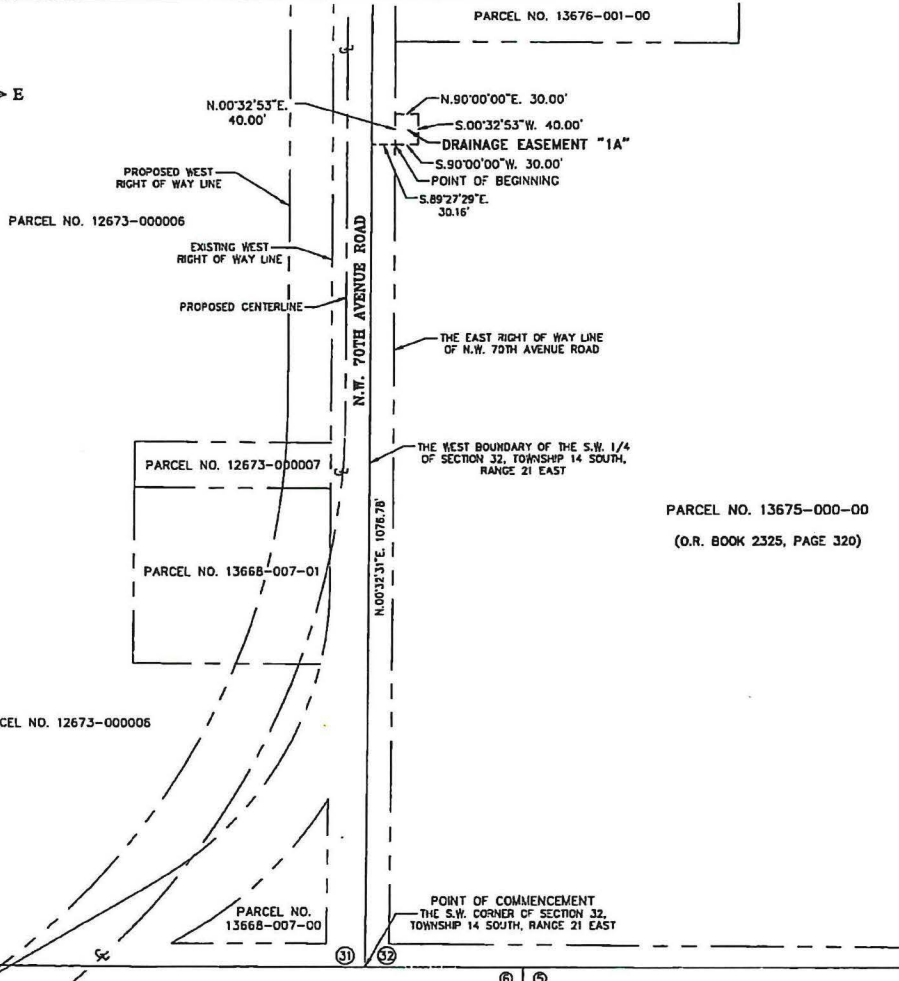 PARCEL NO. 13676-001-00
E
N.00°32'53"E.
40.00'
N.90°00'00"E. 30.00'
S.00°32'53"W. 40.00'
DRAINAGE EASEMENT "1A"
S.90°00'00"W. 30.00'
POINT OF BEGINNING
S.89°27'29"E.
30.16'
PROPOSED WEST
RIGHT OF WAY LINE
PARCEL NO. 12673-000006
EXISTING WEST
RIGHT OF WAY LINE
PROPOSED CENTERLINE
N.W. 70TH AVENUE ROAD
THE EAST RIGHT OF WAY LINE
OF N.W. 70TH AVENUE ROAD
THE WEST BOUNDARY OF THE S.W. 1/4
OF SECTION 32, TOWNSHIP 14 SOUTH,
RANGE 21 EAST
PARCEL NO. 12673-000007
PARCEL NO. 13675-000-00
(O.R. BOOK 2325, PAGE 320)
N.00°32'31"E. 1076.78'
PARCEL NO. 13668-007-01
CEL NO. 12673-000006
PARCEL NO.
13668-007-00
POINT OF COMMENCEMENT
THE S.W. CORNER OF SECTION 32,
TOWNSHIP 14 SOUTH, RANGE 21 EAST
31 32
6 5